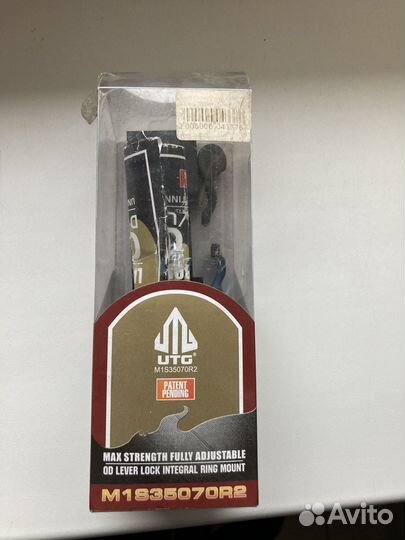 UTG®
M1S35070R2
PATENT
PENDING
MAX STRENGTH FULLY ADJUSTABLE
QD LEVER LOCK INTEGRAL RING MOUNT
M1S35070R2
Avito